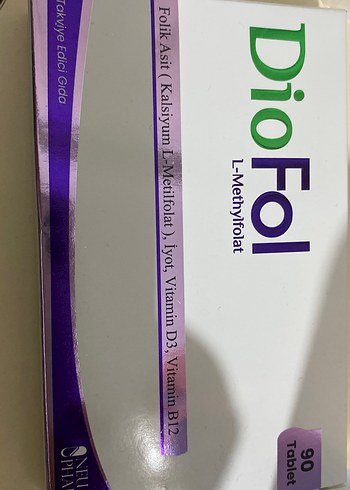 DioFol
L-Methylfolat
90
Tablet
Folik Asit ( Kalsiyum L-Metilfolat ), İyot, Vitamin D3, Vitamin B12
Takviye Edici Gıda